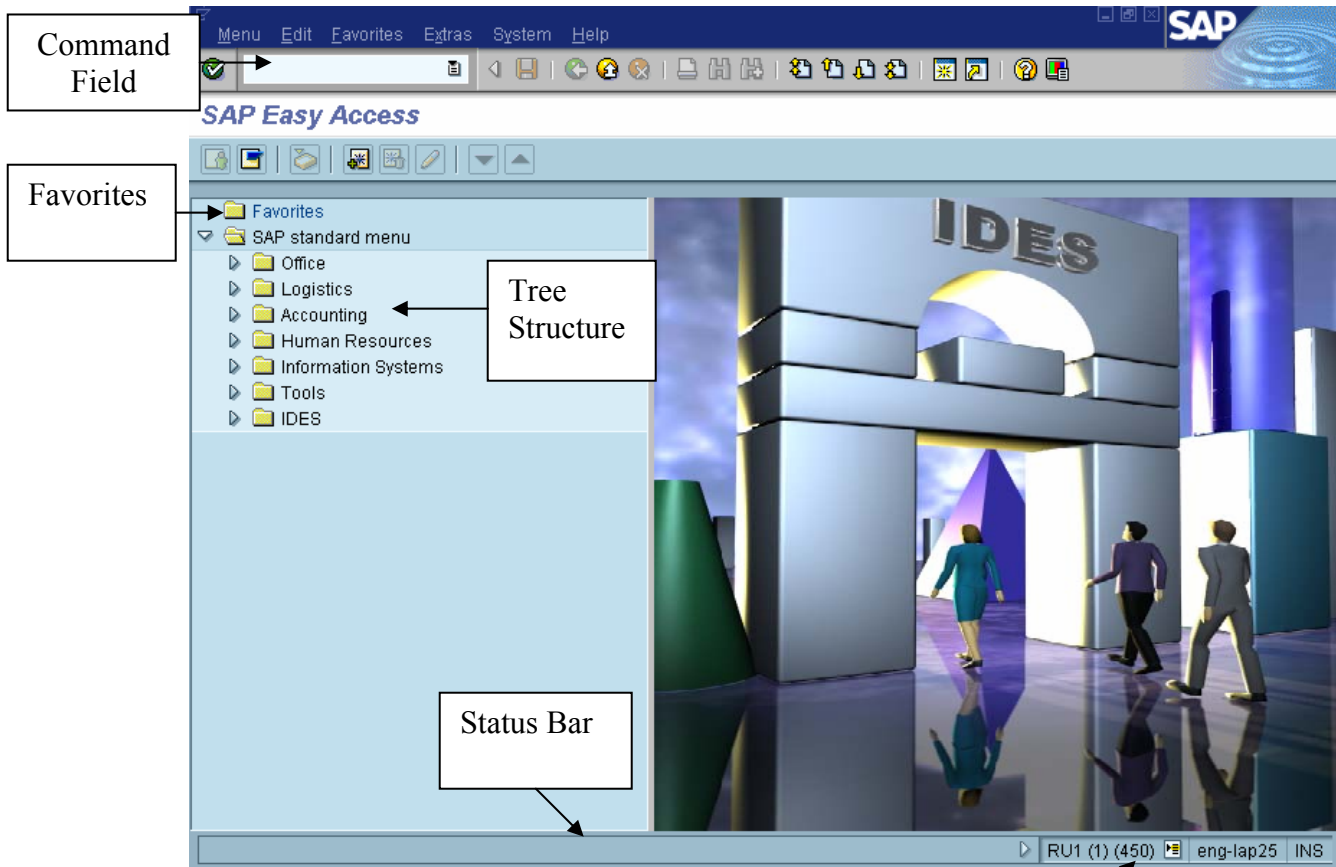 Command
Field
Menu Edit Favorites Extras System Help
SAP
SAP Easy Access
Favorites
Favorites
SAP standard menu
Office
Logistics
Accounting
Human Resources
Information Systems
Tools
IDES
Tree
Structure
IDES
Status Bar
RU1 (1) (450) eng-lap25 INS